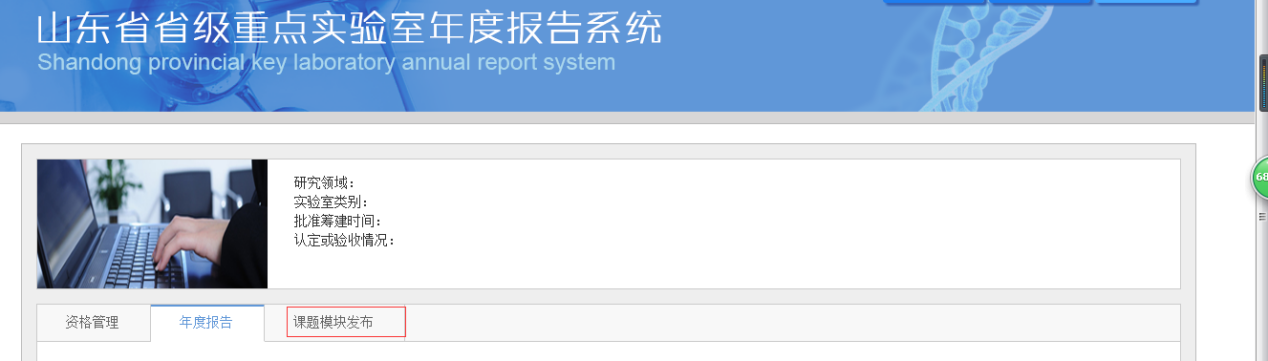 山东省省级重点实验室年度报告系统
Shandong provincial key laboratory annual report system
研究领域：
实验室类别：
批准筹建时间：
认定或验收情况：
资格管理 年度报告 课题模块发布
68